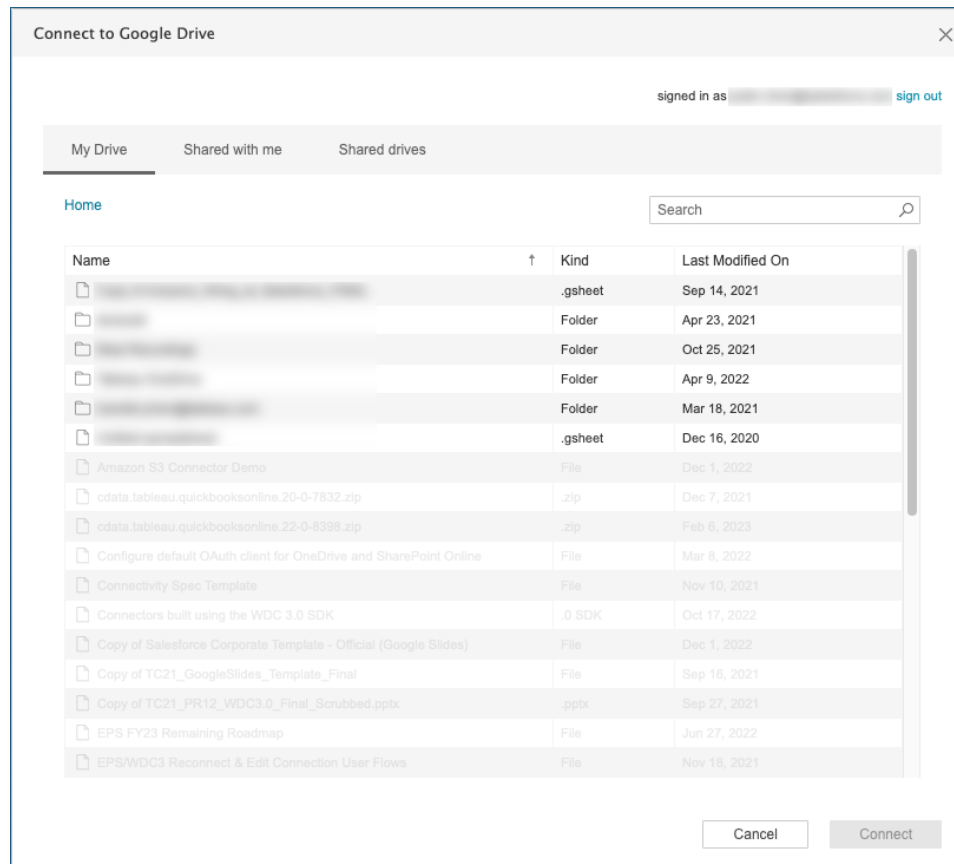 Connect to Google Drive
signed in as sign out
My Drive Shared with me Shared drives
Home Search
Name ↑ Kind Last Modified On
.gsheet Sep 14, 2021
Folder Apr 23, 2021
Folder Oct 25, 2021
Folder Apr 9, 2022
Folder Mar 18, 2021
.gsheet Dec 16, 2020
Amazon S3 Connector Demo File Dec 1, 2022
cdata.tableau.quickbooksonline.20-0-7832.zip .zip Dec 7, 2021
cdata.tableau.quickbooksonline.22-0-8398.zip .zip Feb 6, 2023
Configure default OAuth client for OneDrive and SharePoint Online File Mar 8, 2022
Connectivity Spec Template File Nov 10, 2021
Connectors built using the WDC 3.0 SDK .0 SDK Oct 17, 2022
Copy of Salesforce Corporate Template - Official (Google Slides) File Dec 1, 2022
Copy of TC21_GoogleSlides_Template_Final File Sep 16, 2021
Copy of TC21_PR12_WDC3.0_Final_Scrubbed.pptx .pptx Sep 27, 2021
EPS FY23 Remaining Roadmap File Jun 27, 2022
EPS/WDC3 Reconnect & Edit Connection User Flows File Nov 18, 2021
Cancel Connect